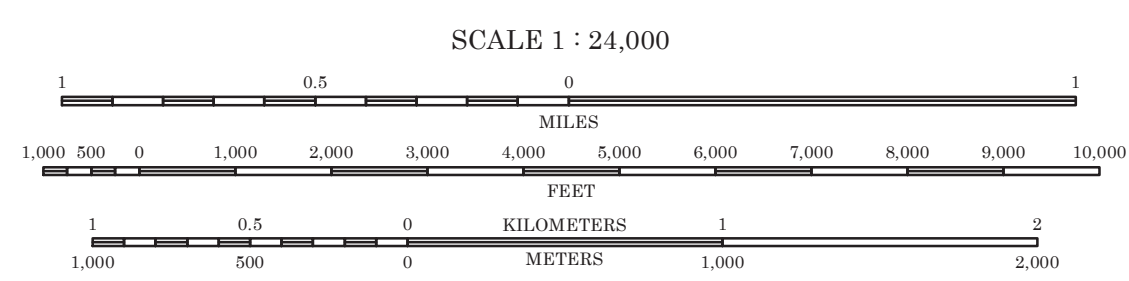 SCALE 1 : 24,000
1 0.5 0 1
MILES
1,000 500 0 1,000 2,000 3,000 4,000 5,000 6,000 7,000 8,000 9,000 10,000
FEET
1 0.5 0 KILOMETERS 1 2
1,000 500 0 METERS 1,000 2,000